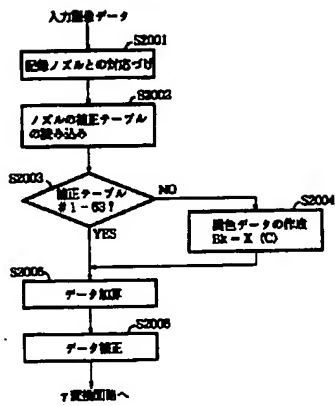 入力画像データ
S2001
記録ノズルとの対応づけ
S2002
ノズルの補正テーブル
の読み込み
S2003
補正テーブル
#1-63?
NO
YES
S2004
異色データの作成
Bk=X(C)
S2005
データ加算
S2006
データ補正
γ変換回路へ